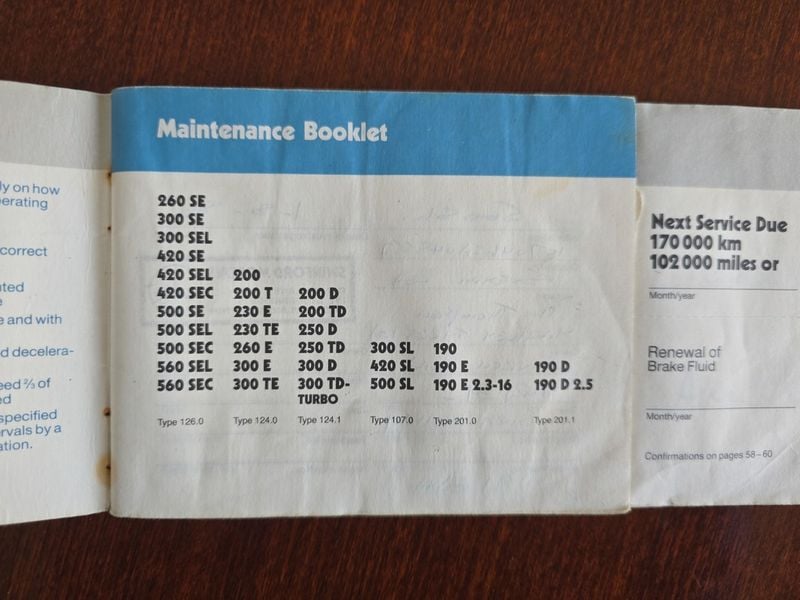 ly on how
erating
correct
e and with
d decelera-
eed ⅔ of
ed
specified
rvals by a
ation.
Maintenance Booklet
260 SE
300 SE
300 SEL
420 SE
420 SEL 200
420 SEC 200 T 200 D
500 SE 230 E 200 TD
500 SEL 230 TE 250 D
500 SEC 260 E 250 TD 300 SL 190
560 SEL 300 E 300 D 420 SL 190 E 190 D
560 SEC 300 TE 300 TD- 500 SL 190 E 2.3-16 190 D 2.5
TURBO
Type 126.0 Type 124.0 Type 124.1 Type 107.0 Type 201.0 Type 201.1
Next Service Due
170 000 km
102 000 miles or
Month/year
Renewal of
Brake Fluid
Month/year
Confirmations on pages 58–60